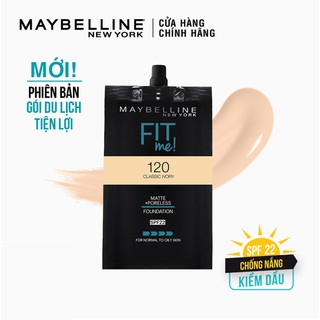 MAYBELLINE
NEW YORK
CỬA HÀNG
CHÍNH HÃNG
MỚI!
PHIÊN BẢN
GÓI DU LỊCH
TIỆN LỢI
MAYBELLINE
NEW YORK
FIT
me!
120
CLASSIC IVORY
MATTE
+PORELESS
FOUNDATION
SPF 22
FOR NORMAL TO OILY SKIN
SPF 22
CHỐNG NẮNG
KIỀM DẦU